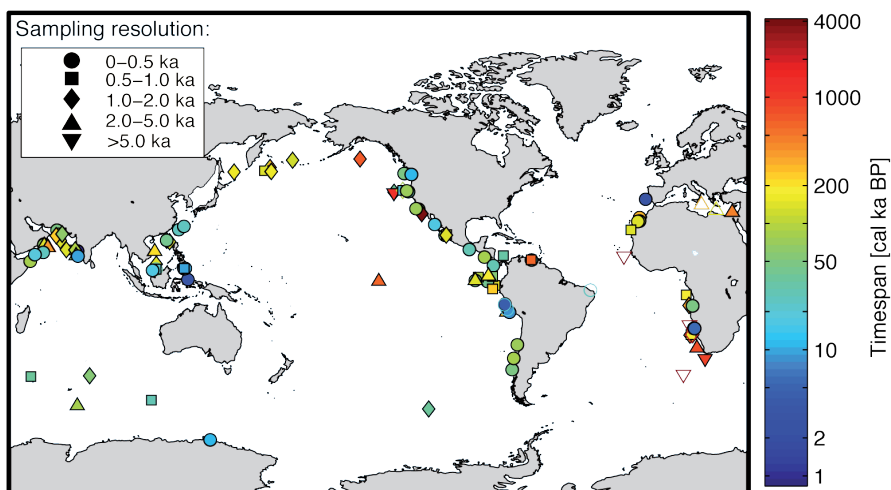 Sampling resolution:
0–0.5 ka
0.5–1.0 ka
1.0–2.0 ka
2.0–5.0 ka
>5.0 ka
4000
1000
200
50
10
2
1
Timespan [cal ka BP]